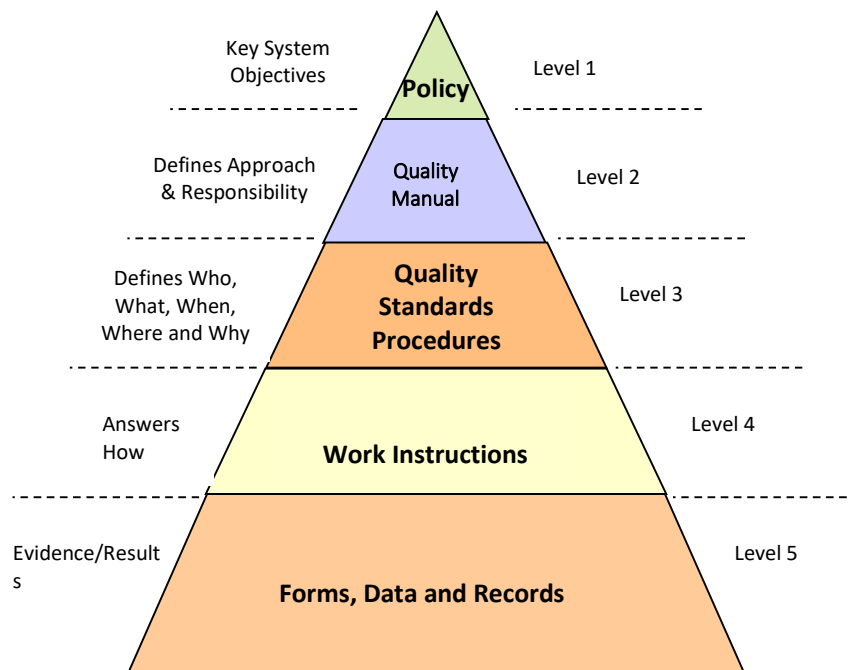 Key System
Objectives
Policy
Level 1
Defines Approach
& Responsibility
Quality
Manual
Level 2
Defines Who,
What, When,
Where and Why
Quality
Standards
Procedures
Level 3
Answers
How
Work Instructions
Level 4
Evidence/Result
s
Forms, Data and Records
Level 5